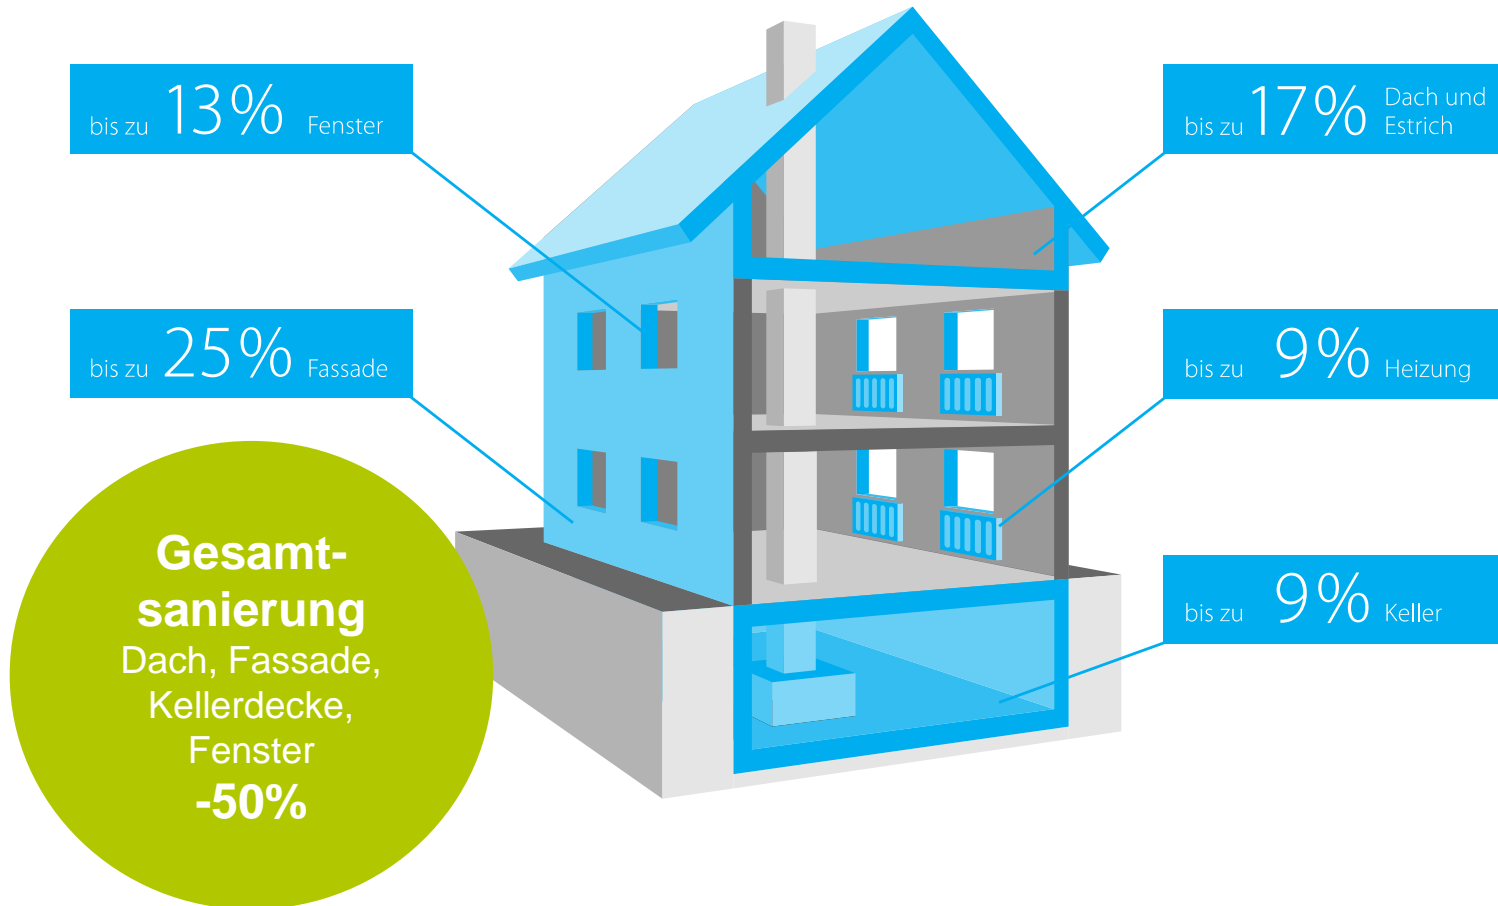 bis zu 13% Fenster
bis zu 17% Dach und
Estrich
bis zu 25% Fassade
bis zu 9% Heizung
Gesamt-
sanierung
Dach, Fassade,
Kellerdecke,
Fenster
-50%
bis zu 9% Keller